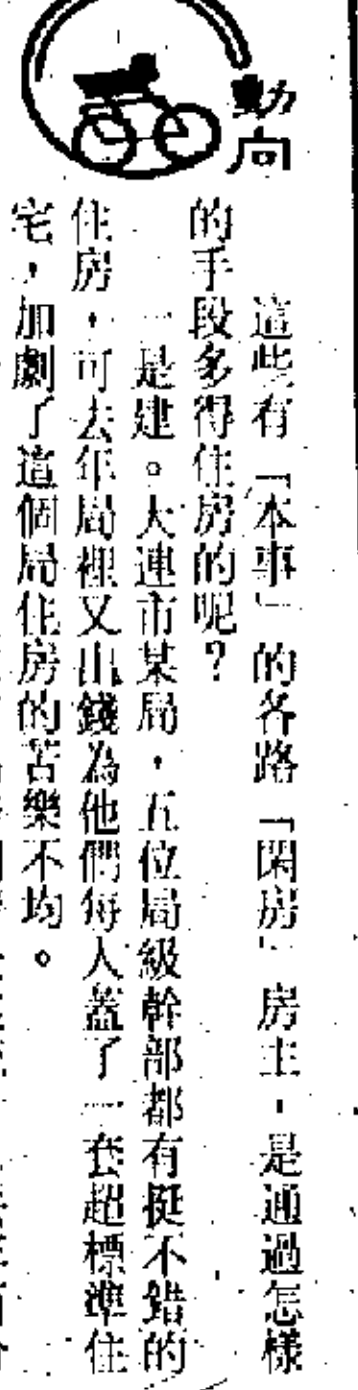 動向
這些有「本事」的各路「閑房」房主，是通過怎樣
的手段多得住房的呢？
一是建。大連市某局，五位局級幹部都有挺不錯的
住房，可去年局裡又出錢為他們每人蓋了一套超標準住
宅，加劇了這個局住房的苦樂不均。